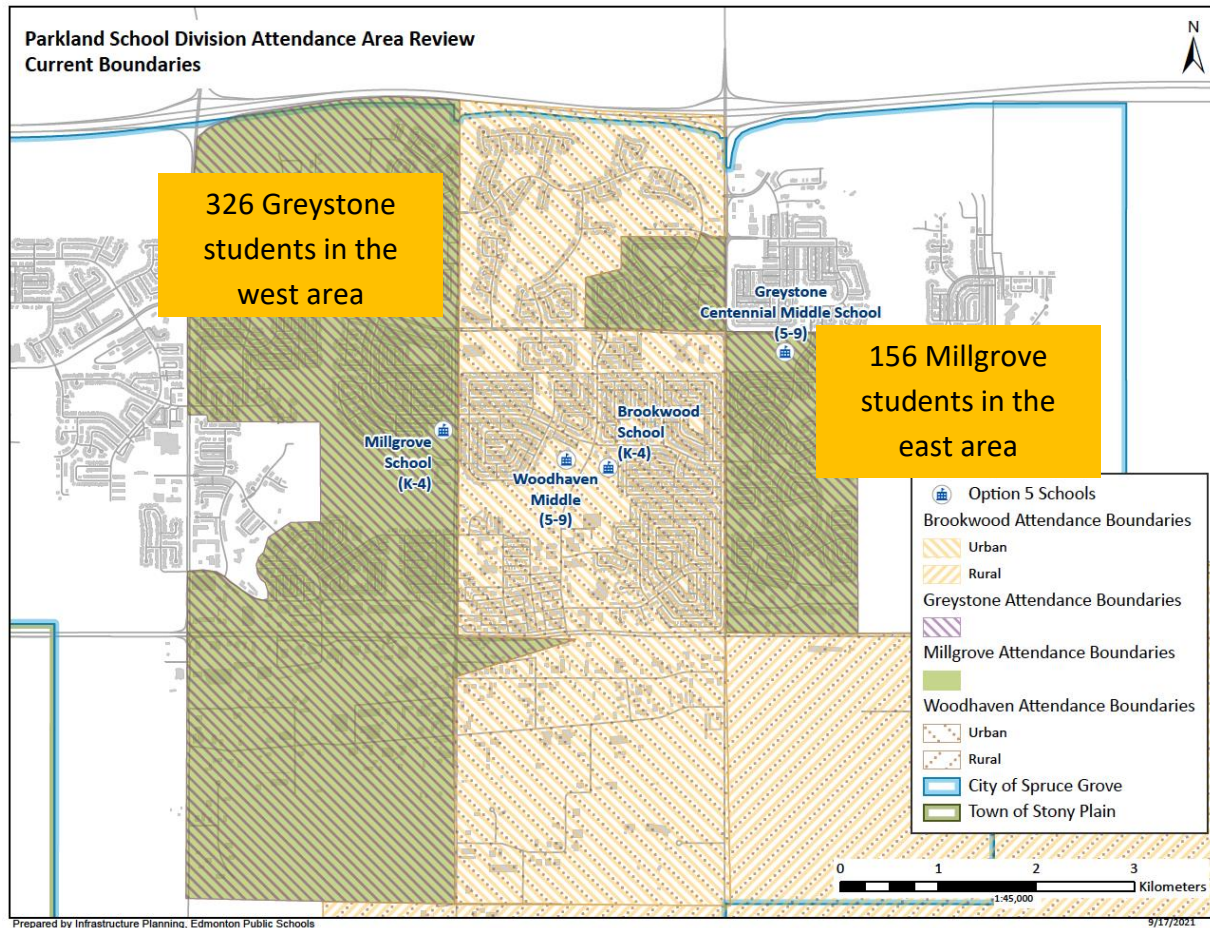 Parkland School Division Attendance Area Review
Current Boundaries
N
326 Greystone
students in the
west area
Greystone
Centennial Middle School
(5-9)
156 Millgrove
students in the
east area
Brookwood
School
(K-4)
Millgrove
School
(K-4)
Woodhaven
Middle
(5-9)
Option 5 Schools
Brookwood Attendance Boundaries
Urban
Rural
Greystone Attendance Boundaries
Millgrove Attendance Boundaries
Woodhaven Attendance Boundaries
Urban
Rural
City of Spruce Grove
Town of Stony Plain
0 1 2 3
Kilometers
1:45,000
Prepared by Infrastructure Planning, Edmonton Public Schools
9/17/2021